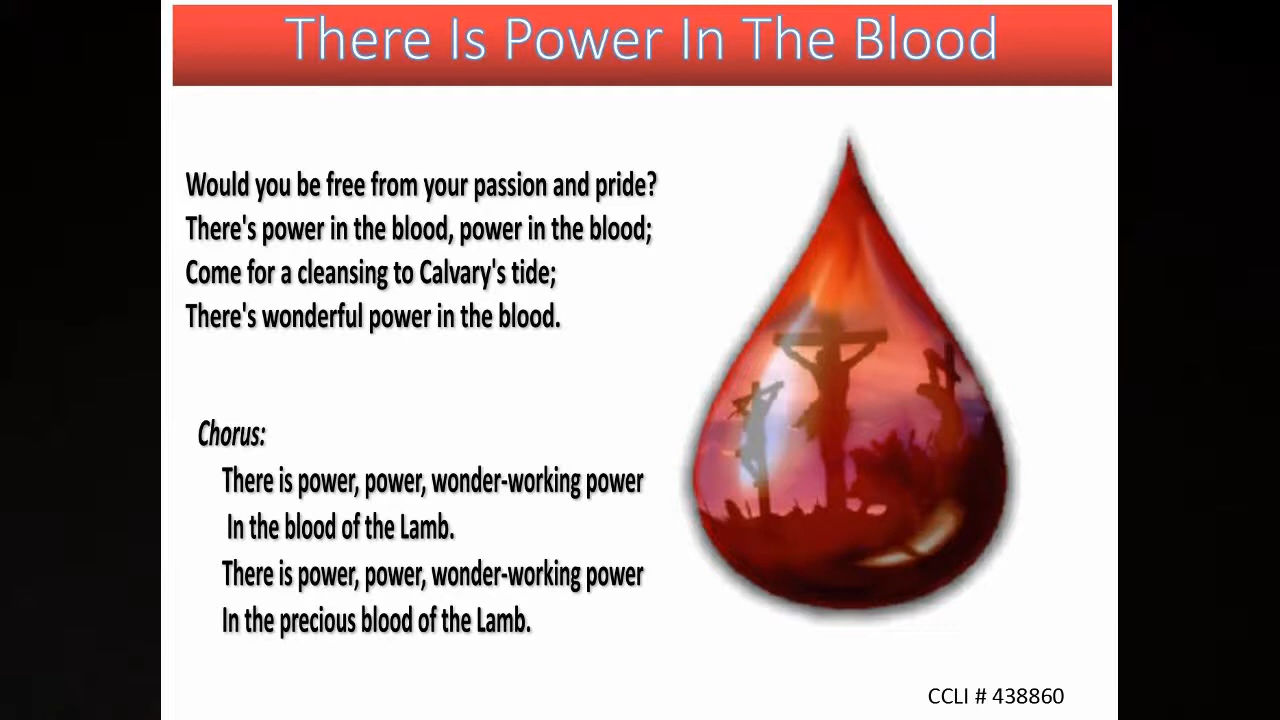 There Is Power In The Blood
Would you be free from your passion and pride?
There's power in the blood, power in the blood;
Come for a cleansing to Calvary's tide;
There's wonderful power in the blood.
Chorus:
There is power, power, wonder-working power
In the blood of the Lamb.
There is power, power, wonder-working power
In the precious blood of the Lamb.
CCLI # 438860